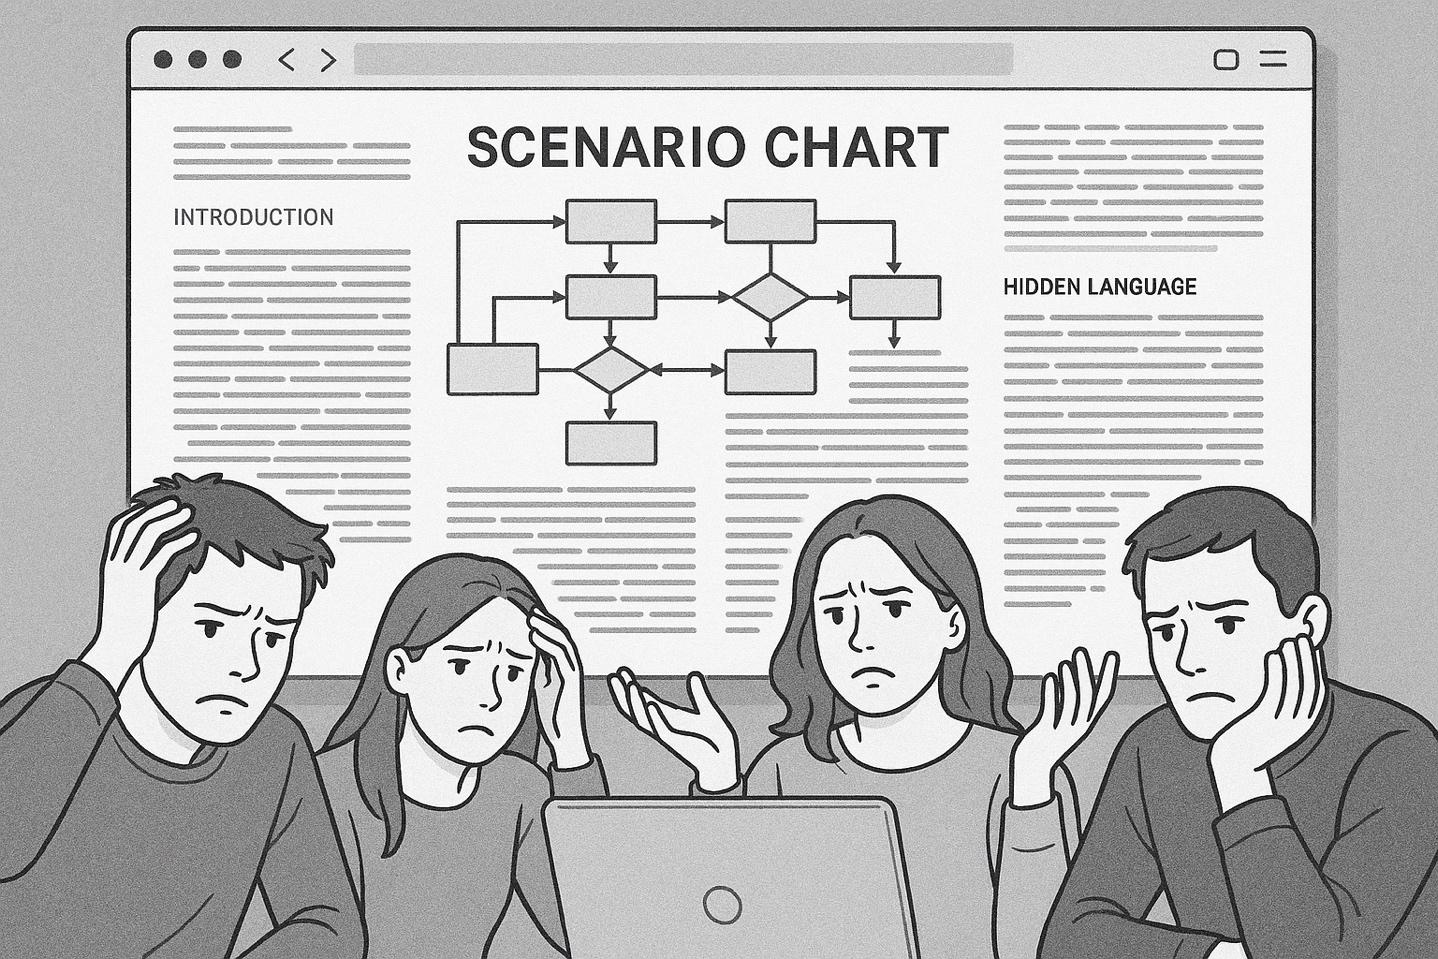 SCENARIO CHART
INTRODUCTION
HIDDEN LANGUAGE